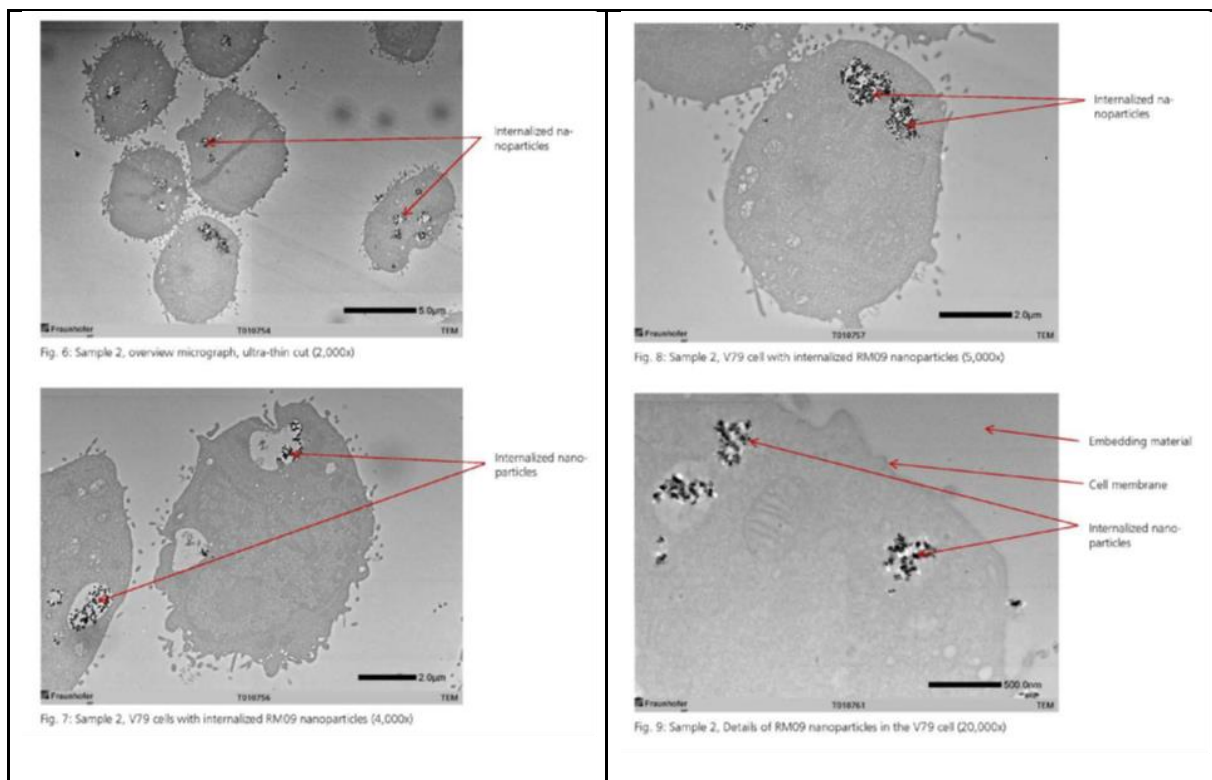 Internalized na-
noparticles
5.0µm
Fraunhofer
T010754
TEM
Fig. 6: Sample 2, overview micrograph, ultra-thin cut (2,000x)
Internalized nano-
particles
2.0µm
Fraunhofer
T010756
TEM
Fig. 7: Sample 2, V79 cells with internalized RM09 nanoparticles (4,000x)
Internalized na-
noparticles
2.0µm
Fraunhofer
T010757
TEM
Fig. 8: Sample 2, V79 cell with internalized RM09 nanoparticles (5,000x)
Embedding material
Cell membrane
Internalized nano-
particles
500.0nm
Fraunhofer
T010761
TEM
Fig. 9: Sample 2, Details of RM09 nanoparticles in the V79 cell (20,000x)